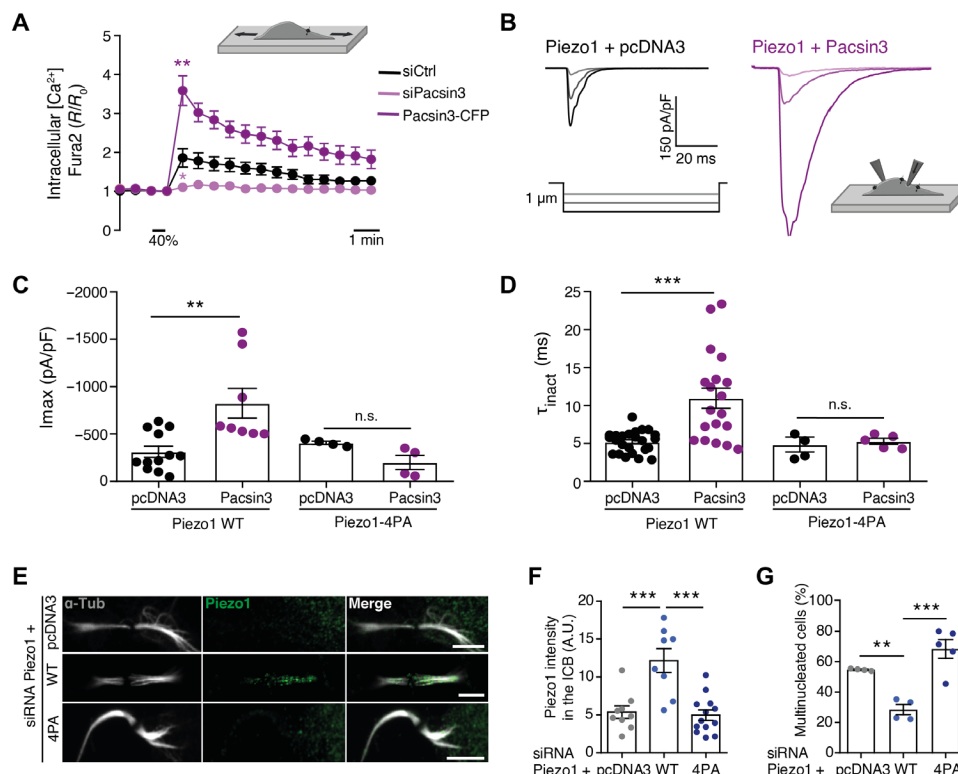 A
5
4
3
2
1
0
Intracellular [Ca²⁺]
Fura2 (R/R₀)
**
*
siCtrl
siPacsin3
Pacsin3-CFP
40%
1 min
B
Piezo1 + pcDNA3
Piezo1 + Pacsin3
150 pA/pF
20 ms
1 µm
C
−2000
−1500
−1000
−500
0
Imax (pA/pF)
**
n.s.
pcDNA3 Pacsin3 pcDNA3 Pacsin3
Piezo1 WT Piezo1-4PA
D
25
20
15
10
5
0
τinact (ms)
***
n.s.
pcDNA3 Pacsin3 pcDNA3 Pacsin3
Piezo1 WT Piezo1-4PA
E
α-Tub Piezo1 Merge
siRNA Piezo1 +
pcDNA3
WT
4PA
F
20
15
10
5
0
Piezo1 intensity
in the ICB (A.U.)
*** ***
siRNA
Piezo1 + pcDNA3 WT 4PA
G
100
80
60
40
20
0
Multinucleated cells (%)
** ***
siRNA
Piezo1 + pcDNA3 WT 4PA